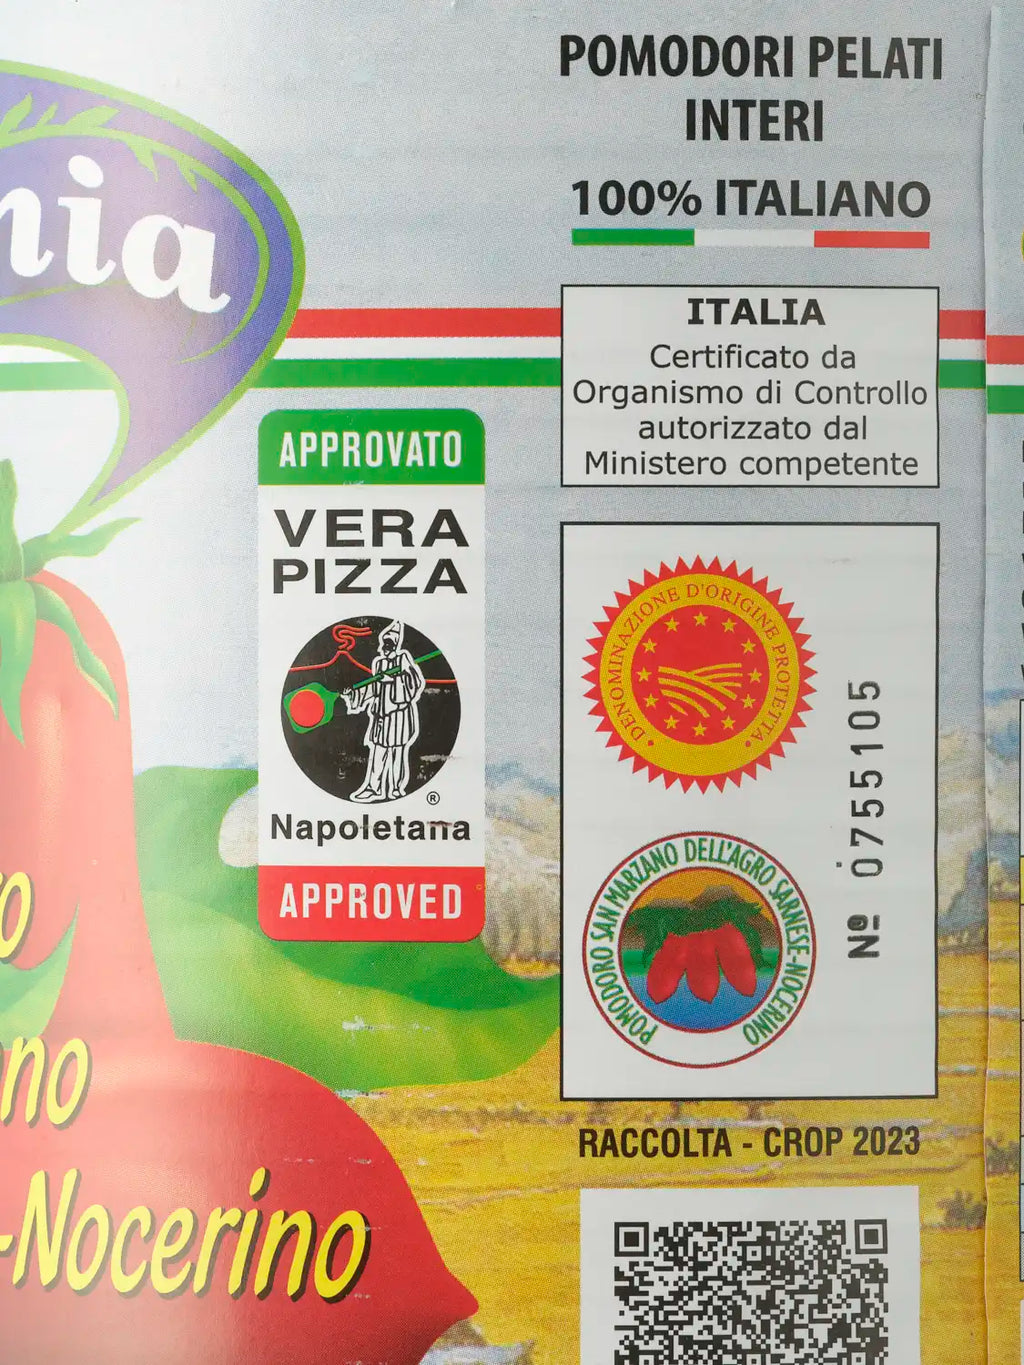 POMODORI PELATI
INTERI
100% ITALIANO
nia
ITALIA
Certificato da
Organismo di Controllo
autorizzato dal
Ministero competente
APPROVATO
VERA
PIZZA
®
Napoletana
APPROVED
DENOMINAZIONE D'ORIGINE PROTETTA
POMODORO SAN MARZANO DELL'AGRO SARNESE-NOCERINO
Nº 0755105
RACCOLTA - CROP 2023
o
no
-Nocerino